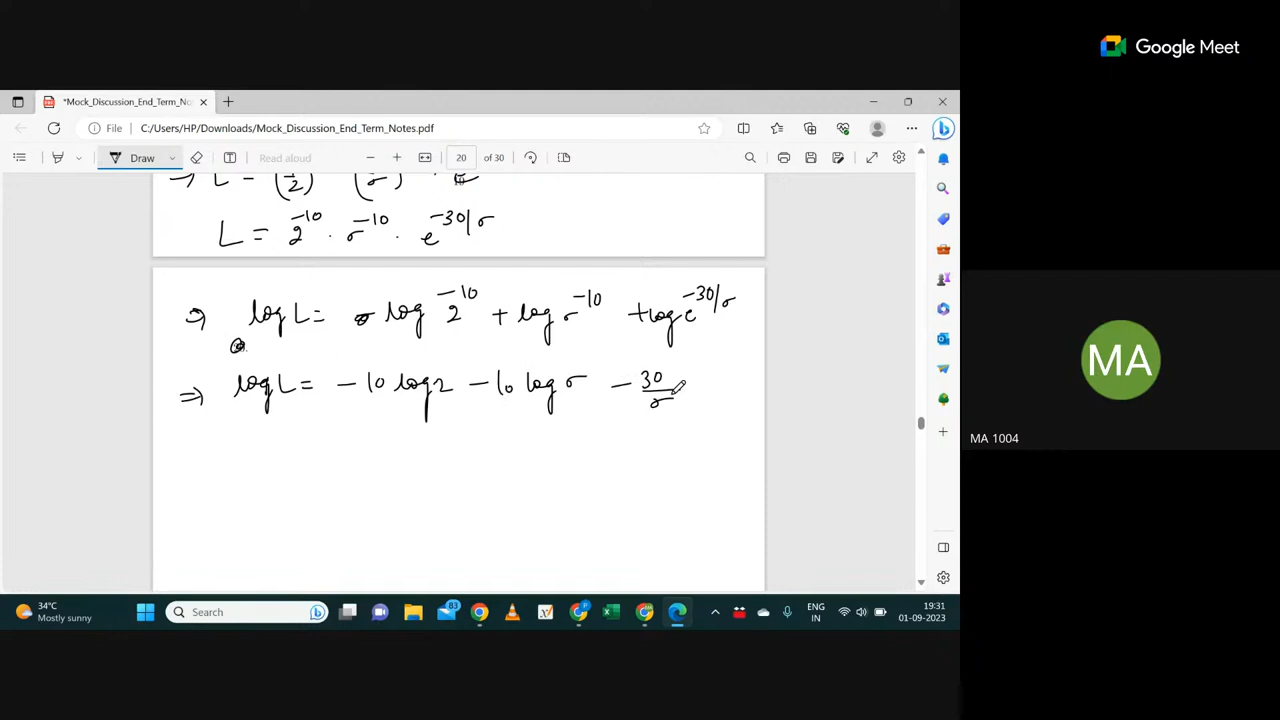 Google Meet
*Mock_Discussion_End_Term_No
File C:/Users/HP/Downloads/Mock_Discussion_End_Term_Notes.pdf
Draw Read aloud 20 of 30
L = 2^-10 . σ^-10 . e^-30/σ
⇒ log L = log 2^-10 + log σ^-10 + log e^-30/σ
⇒ log L = - 10 log 2 - 10 log σ - 30/σ
MA
MA 1004
34°C
Mostly sunny
Search
83
ENG
IN
19:31
01-09-2023